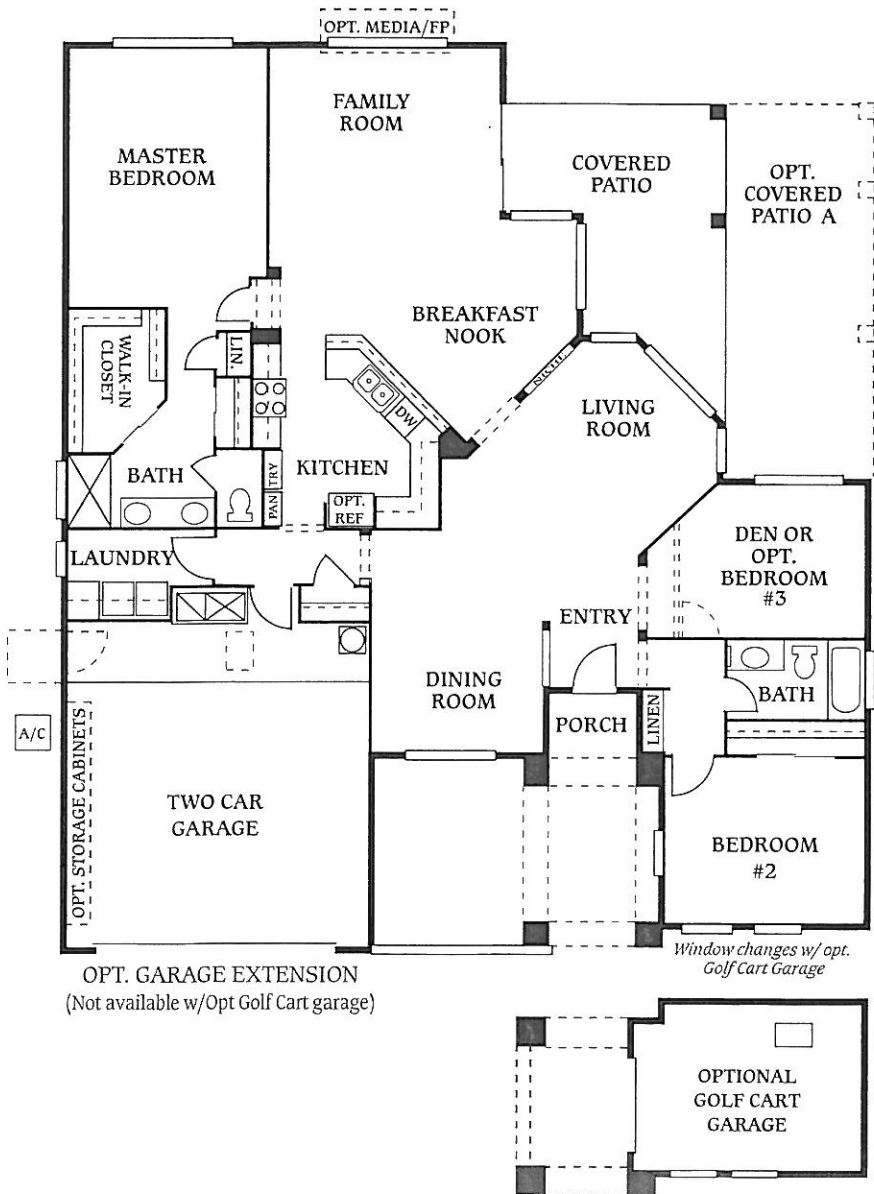 OPT. MEDIA/FP
FAMILY
ROOM
MASTER
BEDROOM
COVERED
PATIO
OPT.
COVERED
PATIO A
BREAKFAST
NOOK
WALK-IN
CLOSET
LIN.
NICHE
LIVING
ROOM
DW
BATH
KITCHEN
PAN TRY
OPT.
REF
LAUNDRY
DEN OR
OPT.
BEDROOM
#3
ENTRY
DINING
ROOM
BATH
PORCH
LINEN
A/C
OPT. STORAGE CABINETS
TWO CAR
GARAGE
BEDROOM
#2
Window changes w/ opt.
Golf Cart Garage
OPT. GARAGE EXTENSION
(Not available w/Opt Golf Cart garage)
OPTIONAL
GOLF CART
GARAGE